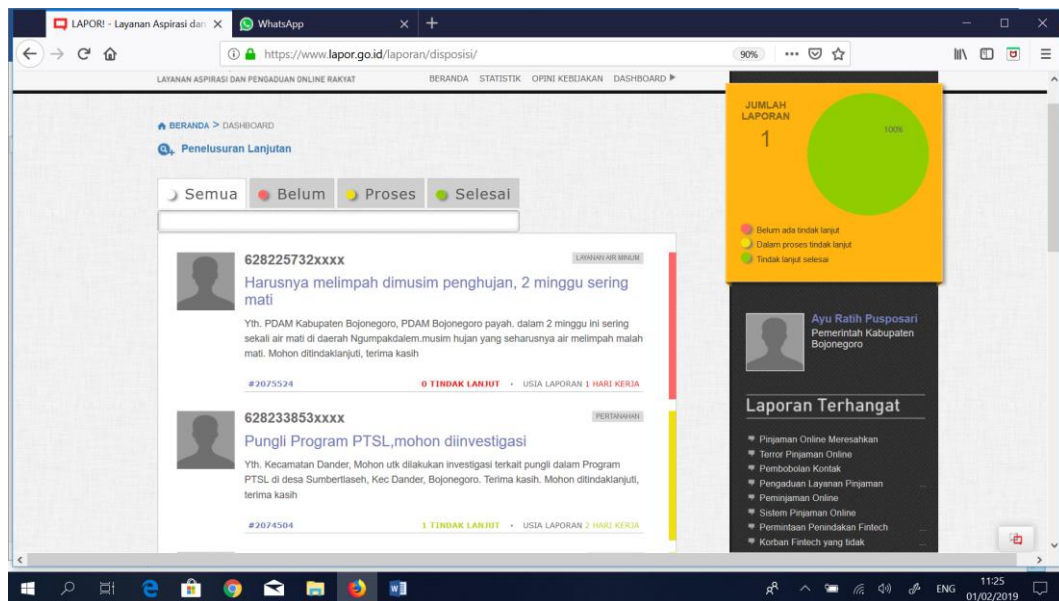 LAPOR! - Layanan Aspirasi dan
WhatsApp
https://www.lapor.go.id/laporan/disposisi/
90%
LAYANAN ASPIRASI DAN PENGADUAN ONLINE RAKYAT
BERANDA STATISTIK OPINI KEBIJAKAN DASHBOARD
BERANDA > DASHBOARD
Penelusuran Lanjutan
Semua Belum Proses Selesai
628225732xxxx
LAYANAN AIR MINUM
Harusnya melimpah dimusim penghujan, 2 minggu sering
mati
Yth. PDAM Kabupaten Bojonegoro, PDAM Bojonegoro payah. dalam 2 minggu ini sering
sekali air mati di daerah Ngumpakdalem.musim hujan yang seharusnya air melimpah malah
mati. Mohon ditindaklanjuti, terima kasih
#2075524
0 TINDAK LANJUT · USIA LAPORAN 1 HARI KERJA
628233853xxxx
PERTANAHAN
Pungli Program PTSL,mohon diinvestigasi
Yth. Kecamatan Dander, Mohon utk dilakukan investigasi terkait pungli dalam Program
PTSL di desa Sumbertlaseh, Kec Dander, Bojonegoro. Terima kasih. Mohon ditindaklanjuti,
terima kasih
#2074504
1 TINDAK LANJUT · USIA LAPORAN 2 HARI KERJA
JUMLAH
LAPORAN
1
100%
Belum ada tindak lanjut
Dalam proses tindak lanjut
Tindak lanjut selesai
Ayu Ratih Pusposari
Pemerintah Kabupaten
Bojonegoro
Laporan Terhangat
Pinjaman Online Meresahkan
Terror Pinjaman Online
Pembobolan Kontak
Pengaduan Layanan Pinjaman ...
Peminjaman Online
Sistem Pinjaman Online
Permintaan Penindakan Fintech ...
Korban Fintech yang tidak ...
ENG
11:25
01/02/2019